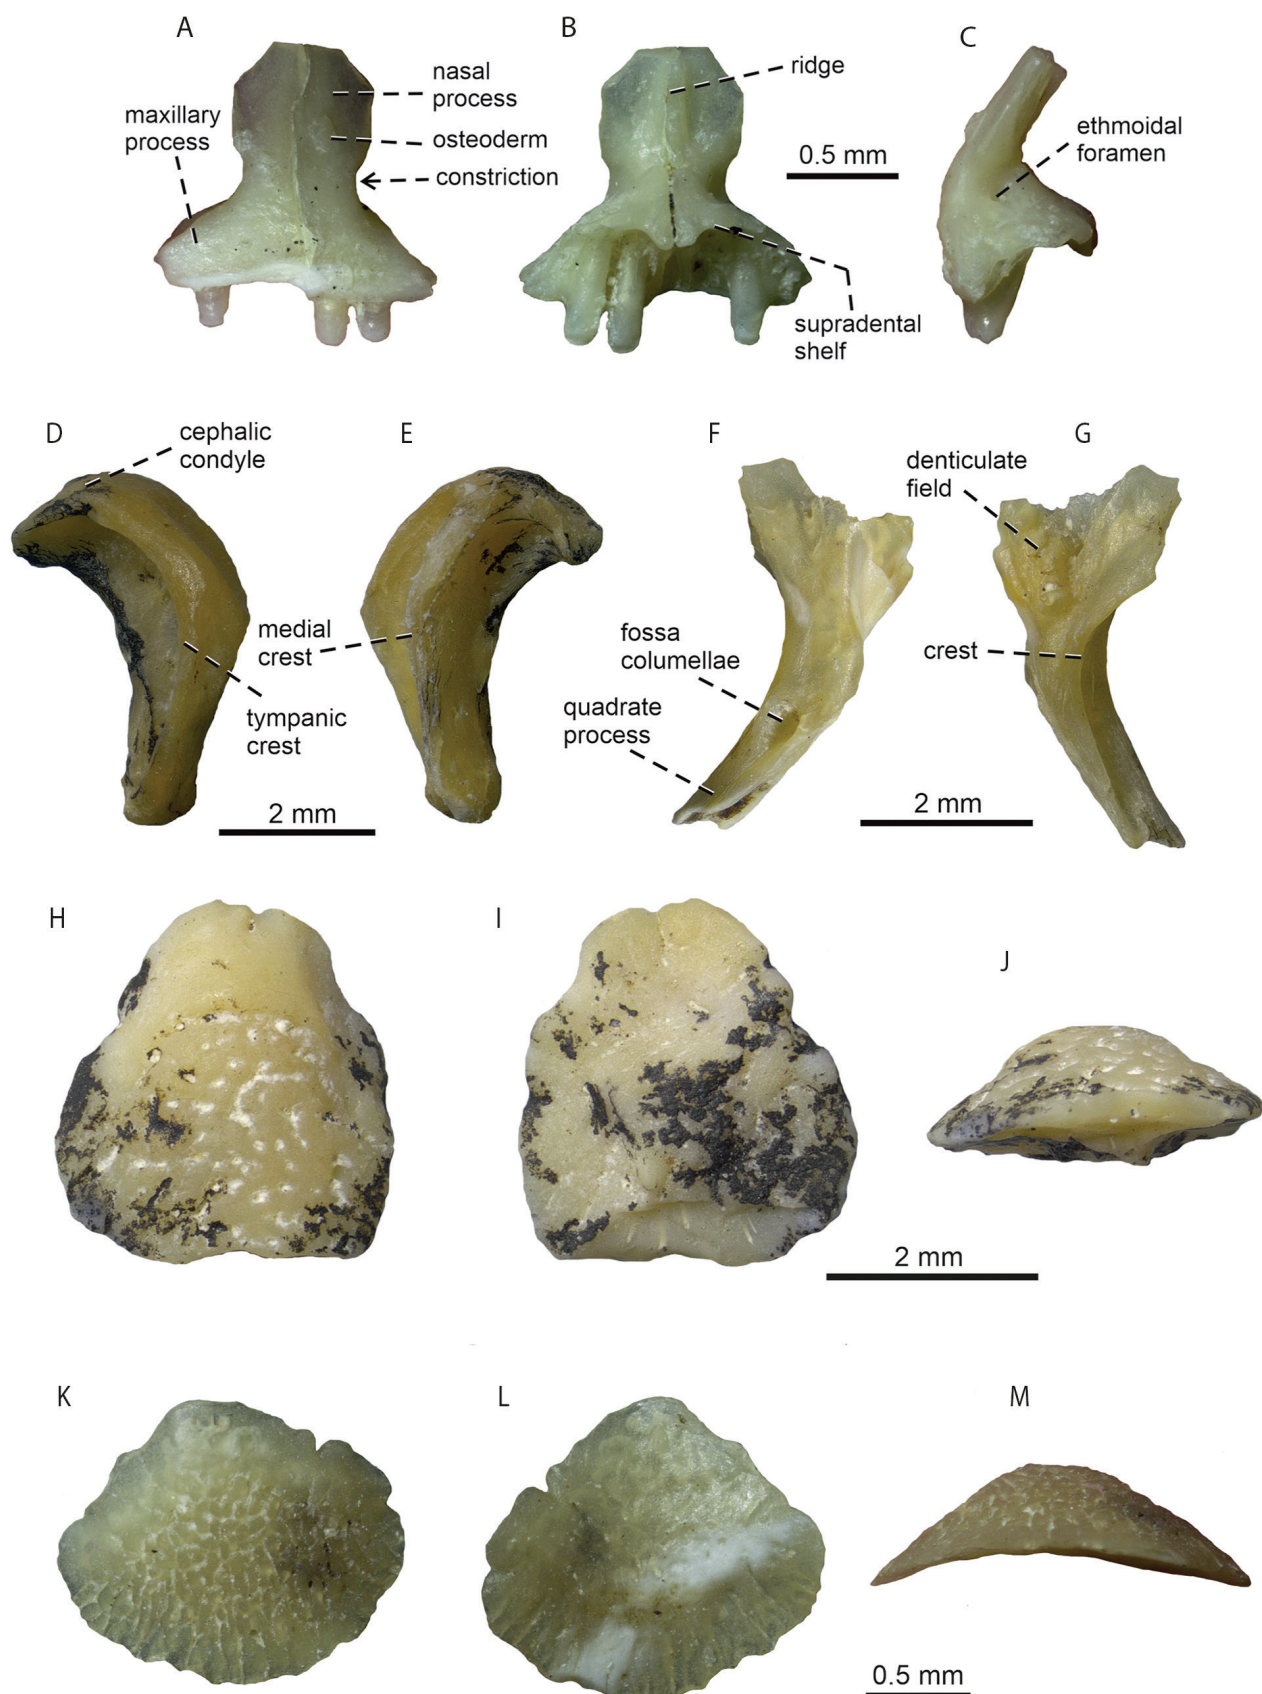 A
B
C
nasal
process
maxillary
process
osteoderm
constriction
ridge
0.5 mm
ethmoidal
foramen
supradental
shelf
D
cephalic
condyle
E
F
G
denticulate
field
medial
crest
fossa
columellae
crest
tympanic
crest
quadrate
process
2 mm
2 mm
H
I
J
2 mm
K
L
M
0.5 mm